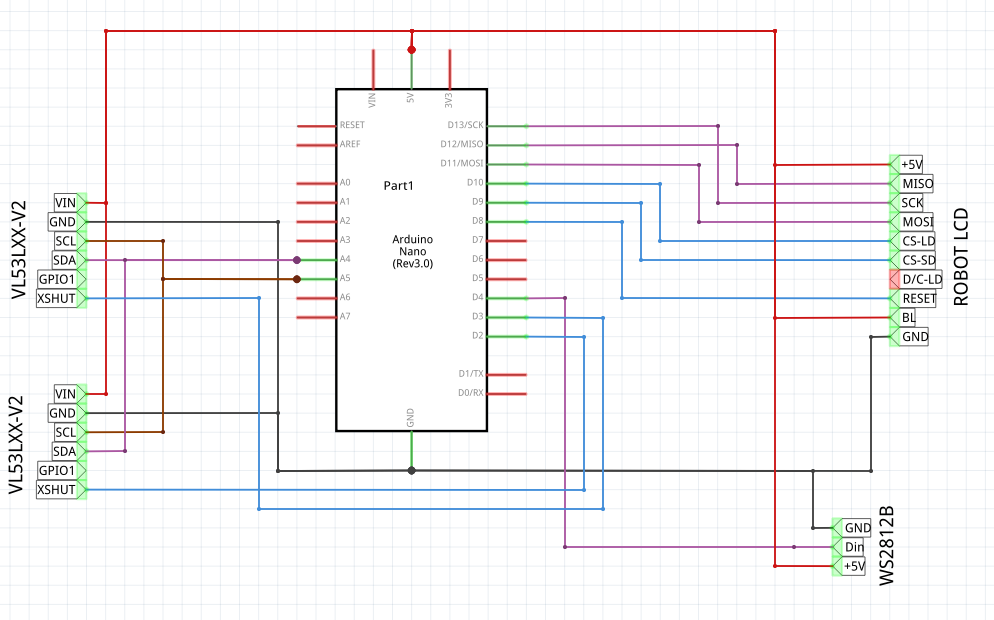 VIN
5V
3V3
RESET
AREF
A0
A1
A2
A3
A4
A5
A6
A7
Part1
Arduino
Nano
(Rev3.0)
D13/SCK
D12/MISO
D11/MOSI
D10
D9
D8
D7
D6
D5
D4
D3
D2
D1/TX
D0/RX
GND
VL53LXX-V2
VIN
GND
SCL
SDA
GPIO1
XSHUT
VL53LXX-V2
VIN
GND
SCL
SDA
GPIO1
XSHUT
+5V
MISO
SCK
MOSI
CS-LD
CS-SD
D/C-LD
RESET
BL
GND
ROBOT LCD
GND
Din
+5V
WS2812B